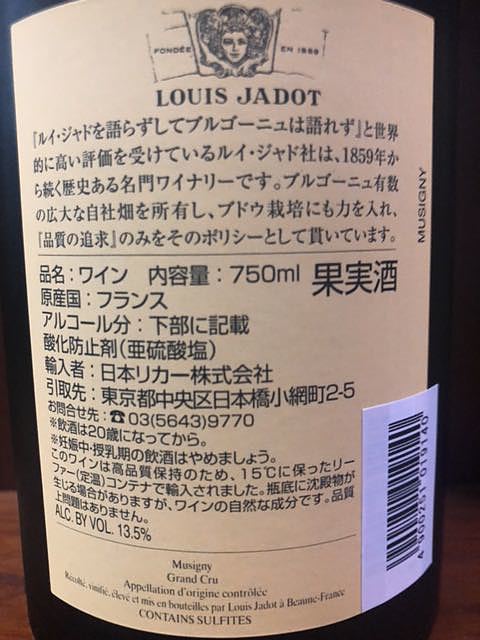 FONDÉE EN 1859
LOUIS JADOT
『ルイ・ジャドを語らずしてブルゴーニュは語れず』と世界
的に高い評価を受けているルイ・ジャド社は、1859年か
ら続く歴史ある名門ワイナリーです。ブルゴーニュ有数
の広大な自社畑を所有し、ブドウ栽培にも力を入れ、
『品質の追求』のみをそのポリシーとして貫いています。
MUSIGNY
品名：ワイン 内容量：750ml 果実酒
原産国：フランス
アルコール分：下部に記載
酸化防止剤(亜硫酸塩)
輸入者：日本リカー株式会社
引取先：東京都中央区日本橋小網町2-5
お問合せ先：☎03(5643)9770
※飲酒は20歳になってから。
※妊娠中・授乳期の飲酒はやめましょう。
このワインは高品質保持のため、15℃に保ったリー
ファー(定温)コンテナで輸入されました。瓶底に沈殿物が
生じる場合がありますが、ワインの自然な成分です。品質
上問題はありません。
ALC. BY VOL. 13.5%
Musigny
Grand Cru
Appellation d'origine contrôlée
Récolté, vinifié, élevé et mis en bouteilles par Louis Jadot à Beaune-France
CONTAINS SULFITES